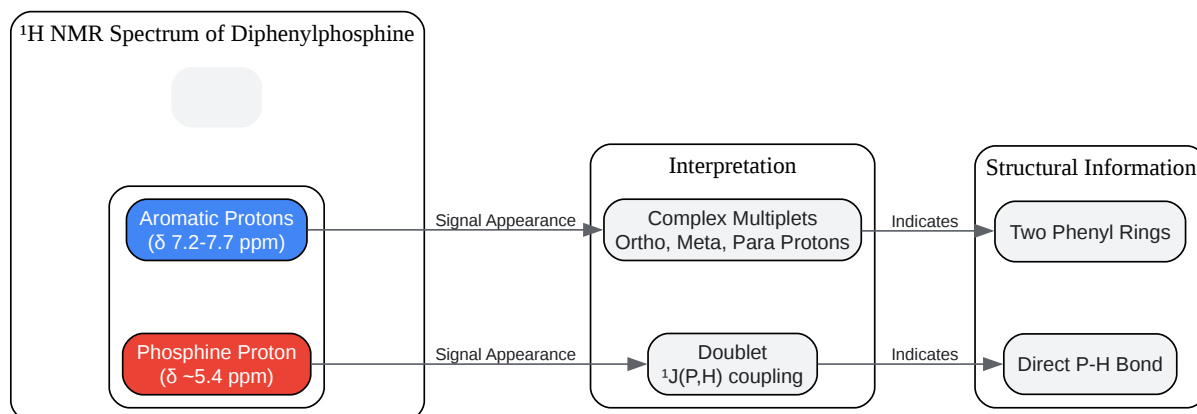 ¹H NMR Spectrum of Diphenylphosphine
Interpretation
Structural Information
Aromatic Protons
(δ 7.2-7.7 ppm)
Signal Appearance
Complex Multiplets
Ortho, Meta, Para Protons
Indicates
Two Phenyl Rings
Phosphine Proton
(δ ~5.4 ppm)
Signal Appearance
Doublet
¹J(P,H) coupling
Indicates
Direct P-H Bond